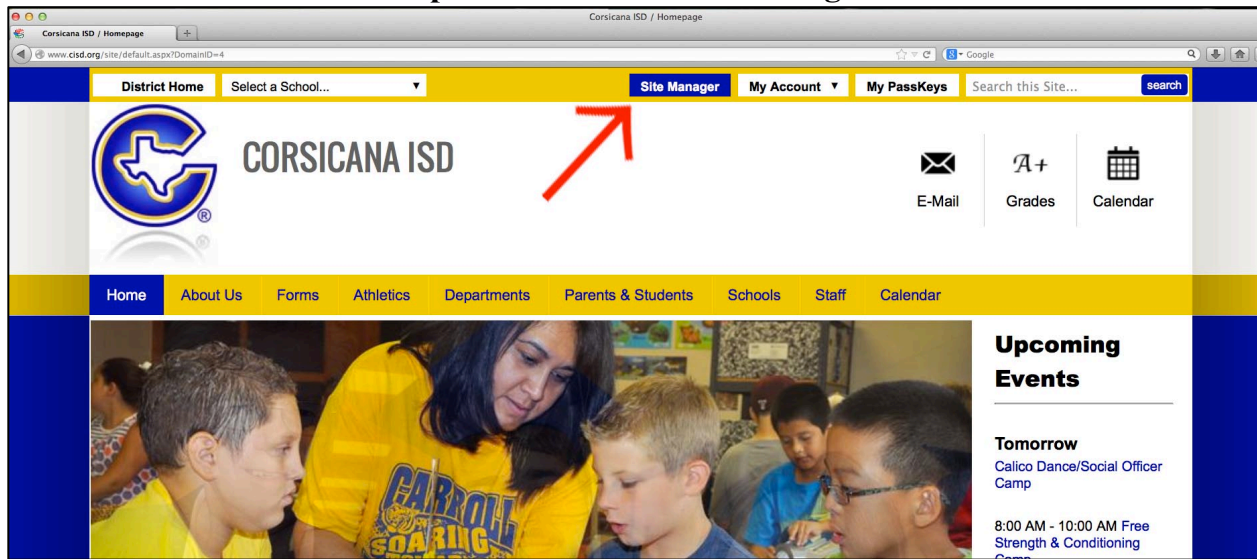 Corsicana ISD / Homepage
Corsicana ISD / Homepage +
www.cisd.org/site/default.aspx?DomainID=4 Google
District Home Select a School... ▼ Site Manager My Account ▼ My PassKeys Search this Site... search
CORSICANA ISD
®
A+
E-Mail Grades Calendar
Home About Us Forms Athletics Departments Parents & Students Schools Staff Calendar
Upcoming
Events
CARROLL
SOARING
Tomorrow
Calico Dance/Social Officer
Camp
8:00 AM - 10:00 AM Free
Strength & Conditioning